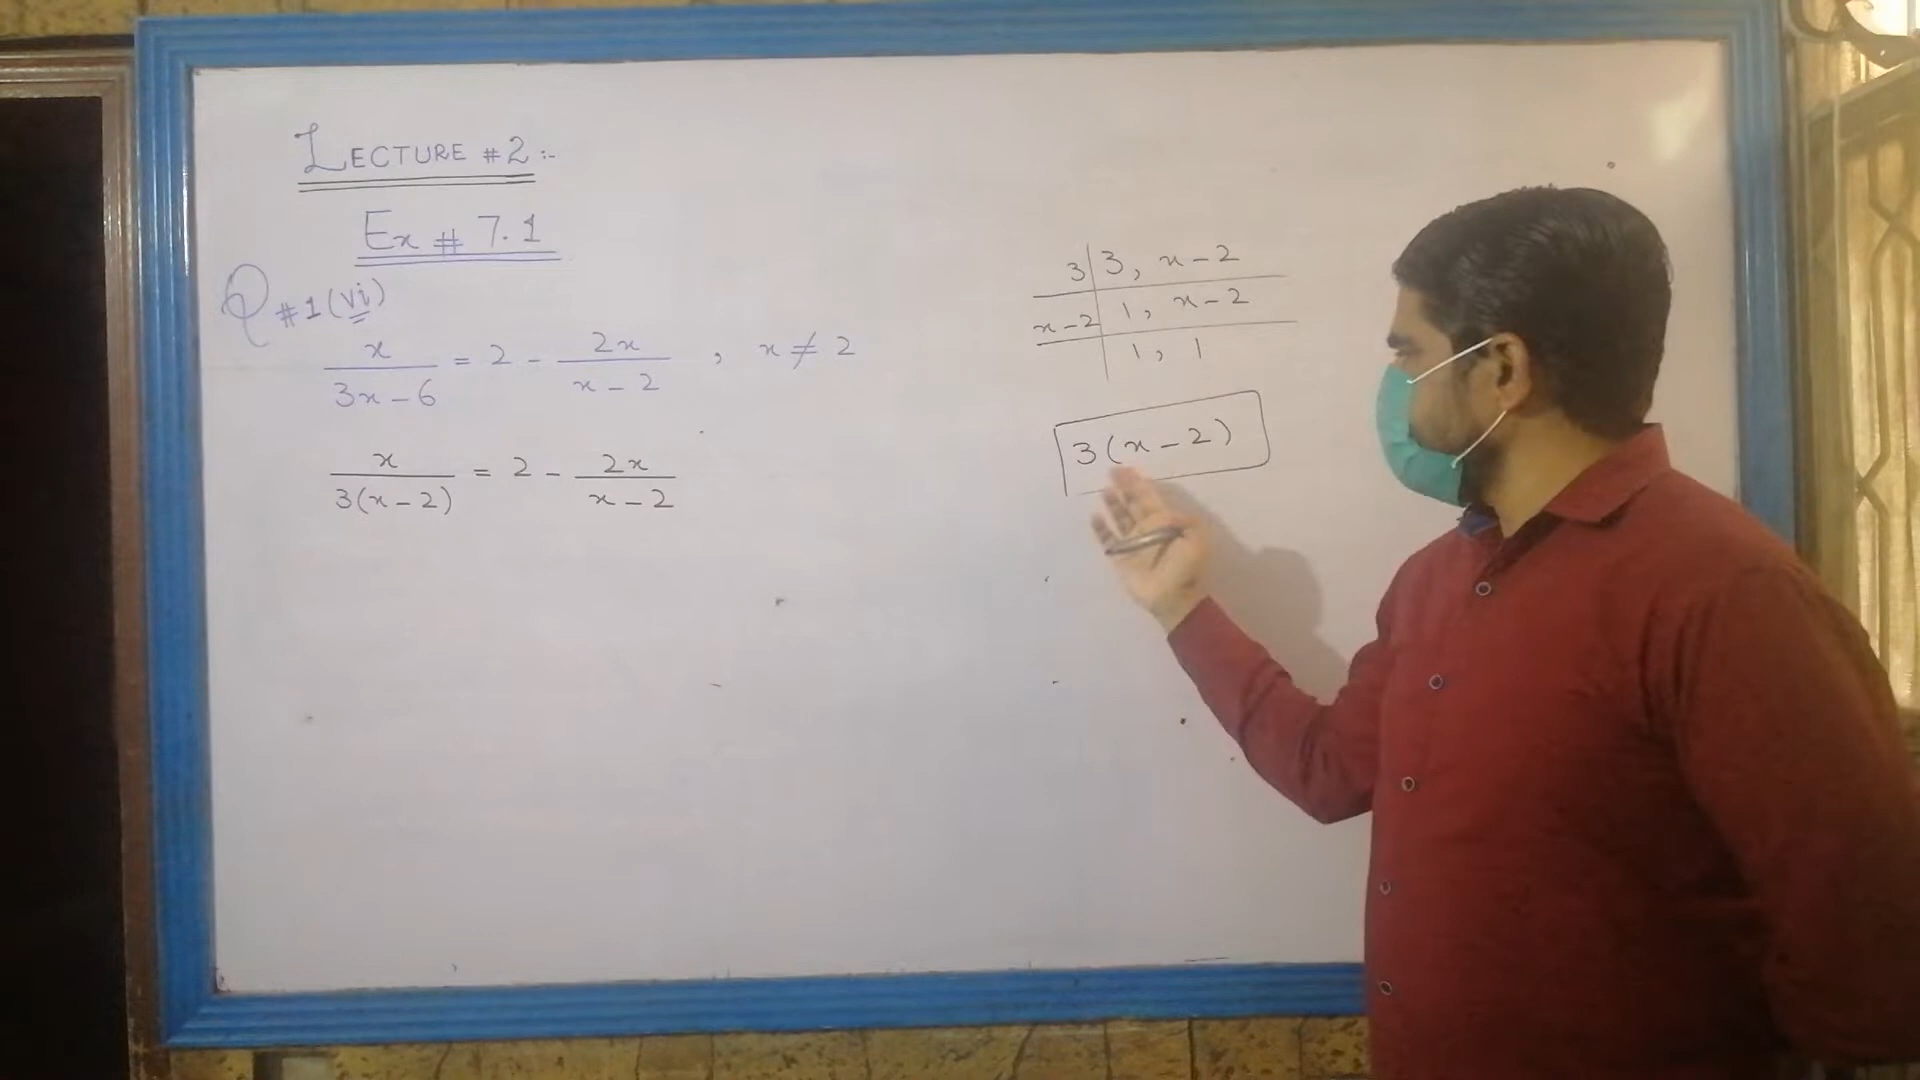 LECTURE #2 :-
Ex # 7.1
Q #1 (vi)
x/(3x-6) = 2 - 2x/(x-2) , x ≠ 2
x/(3(x-2)) = 2 - 2x/(x-2)
3 | 3, x-2
x-2 | 1, x-2
| 1, 1
3(x-2)